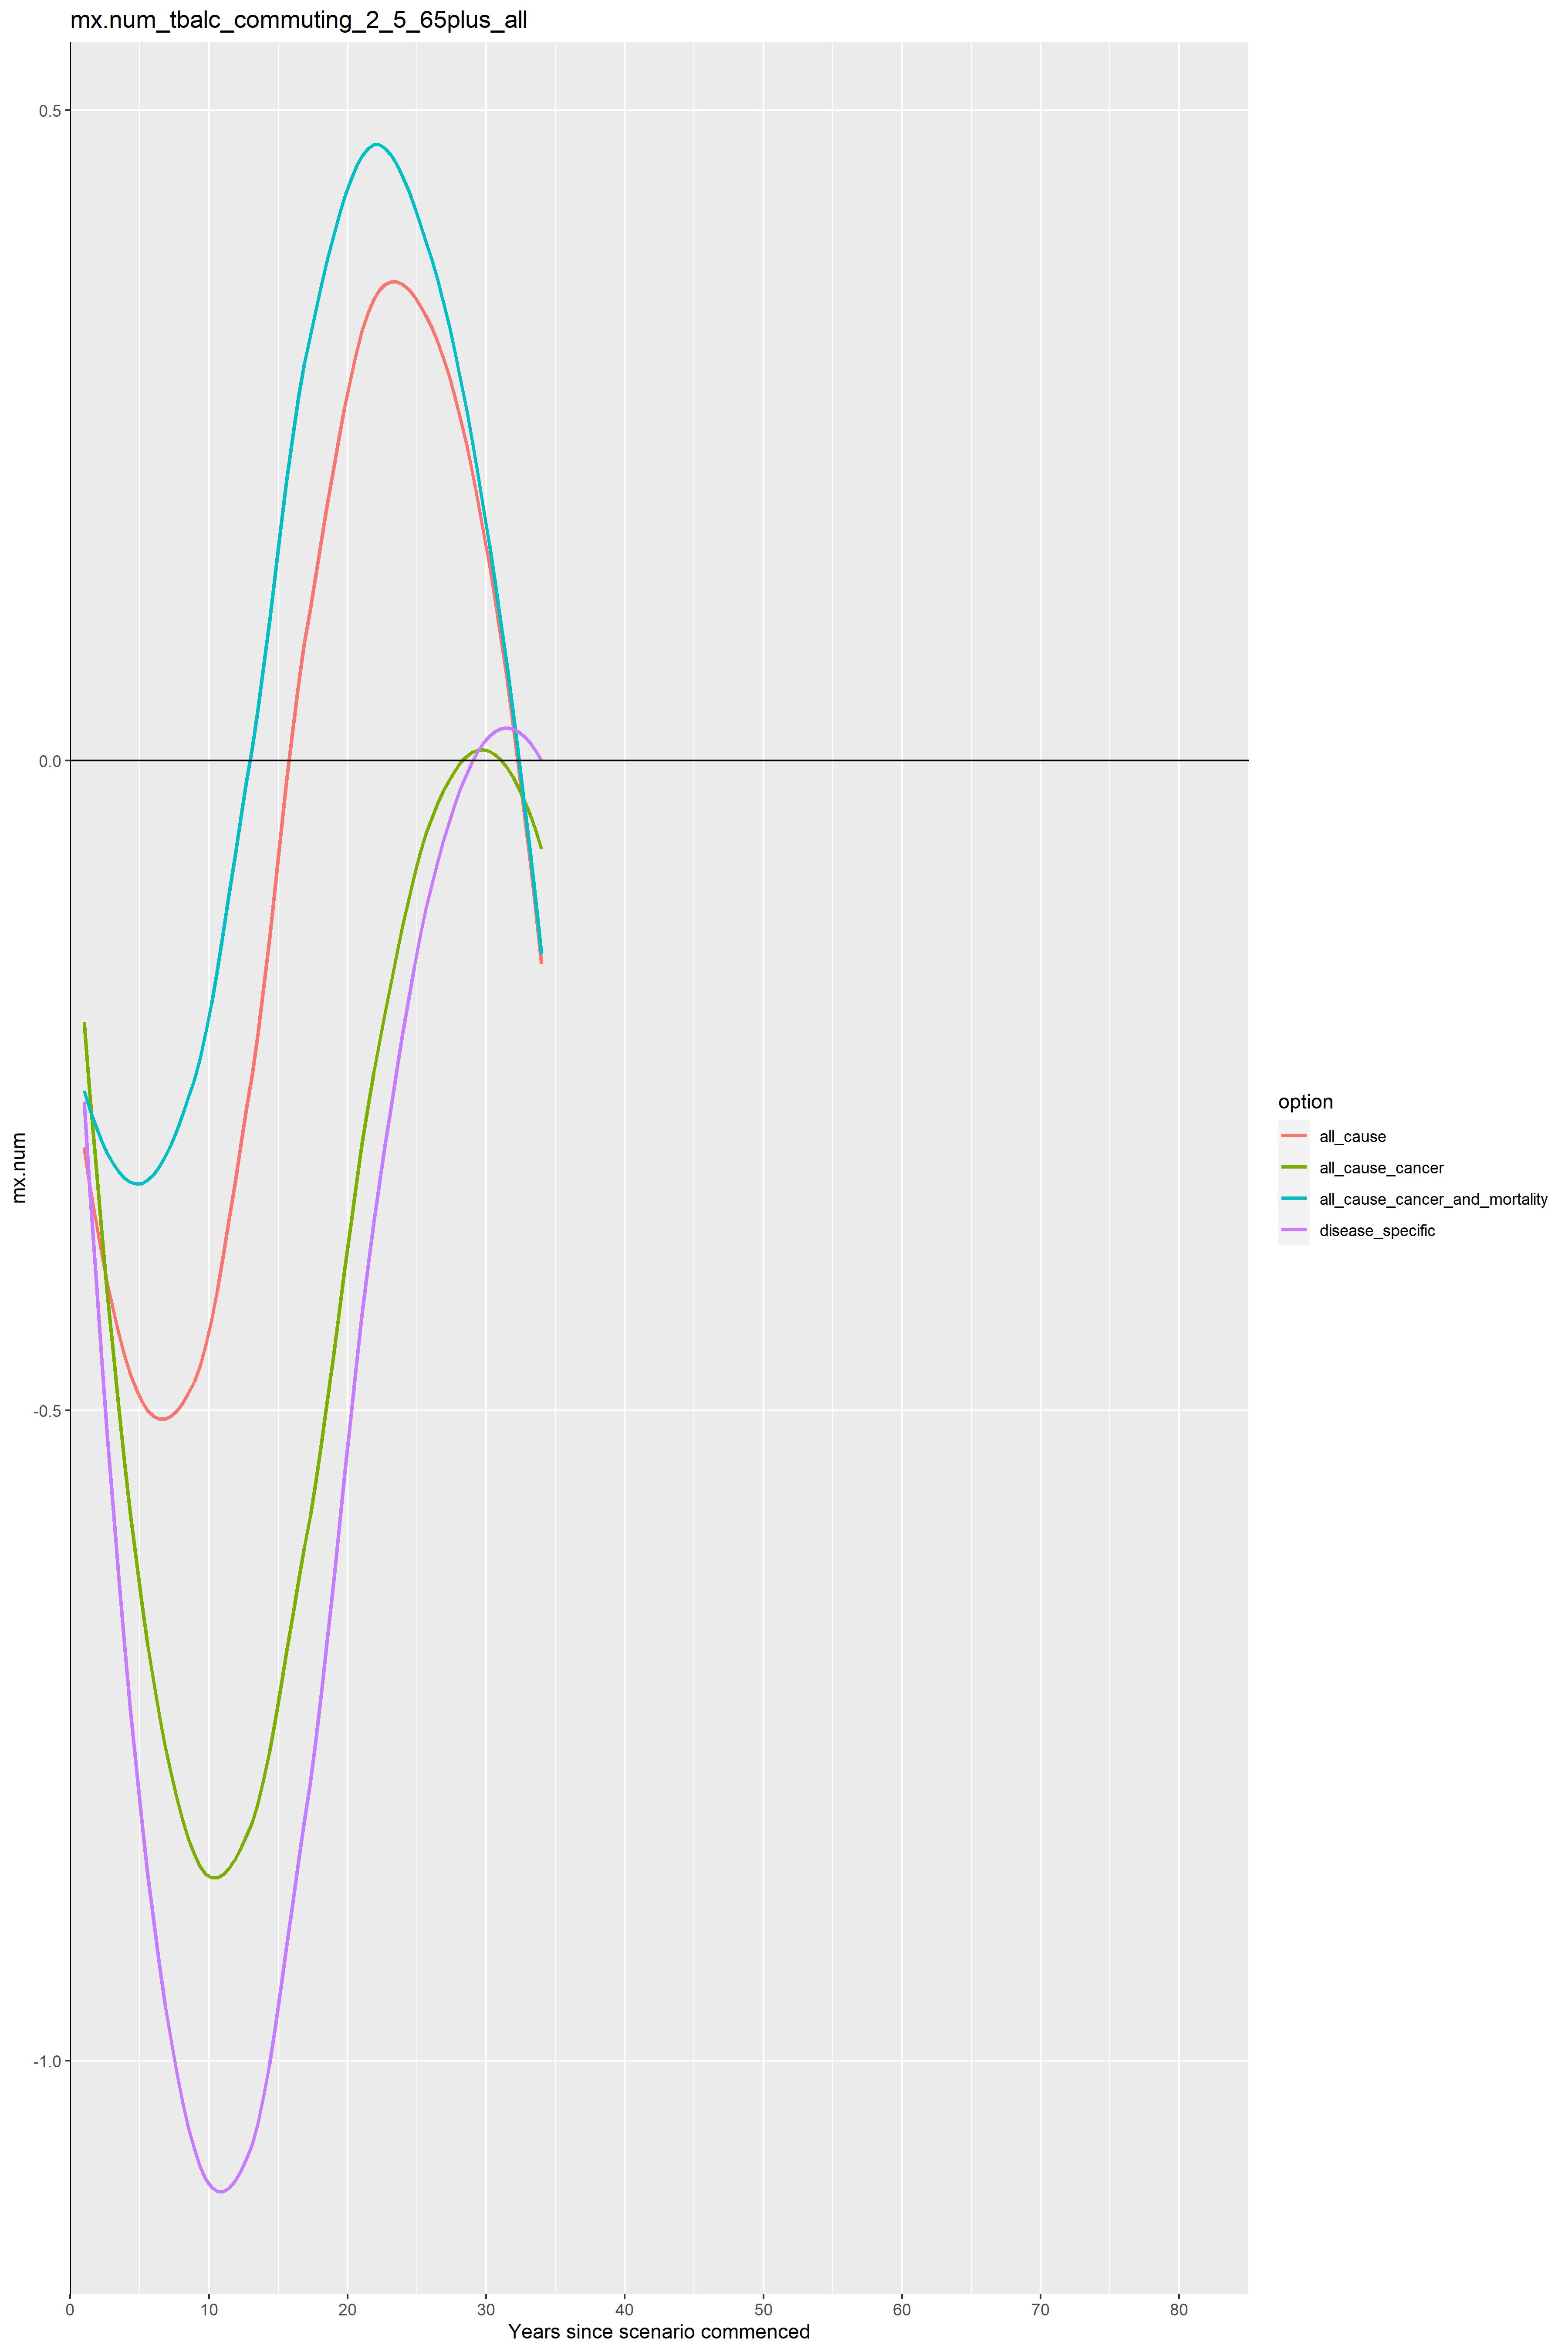 mx.num_tbalc_commuting_2_5_65plus_all
0.5
0.0
-0.5
-1.0
mx.num
0 10 20 30 40 50 60 70 80
Years since scenario commenced
option
all_cause
all_cause_cancer
all_cause_cancer_and_mortality
disease_specific